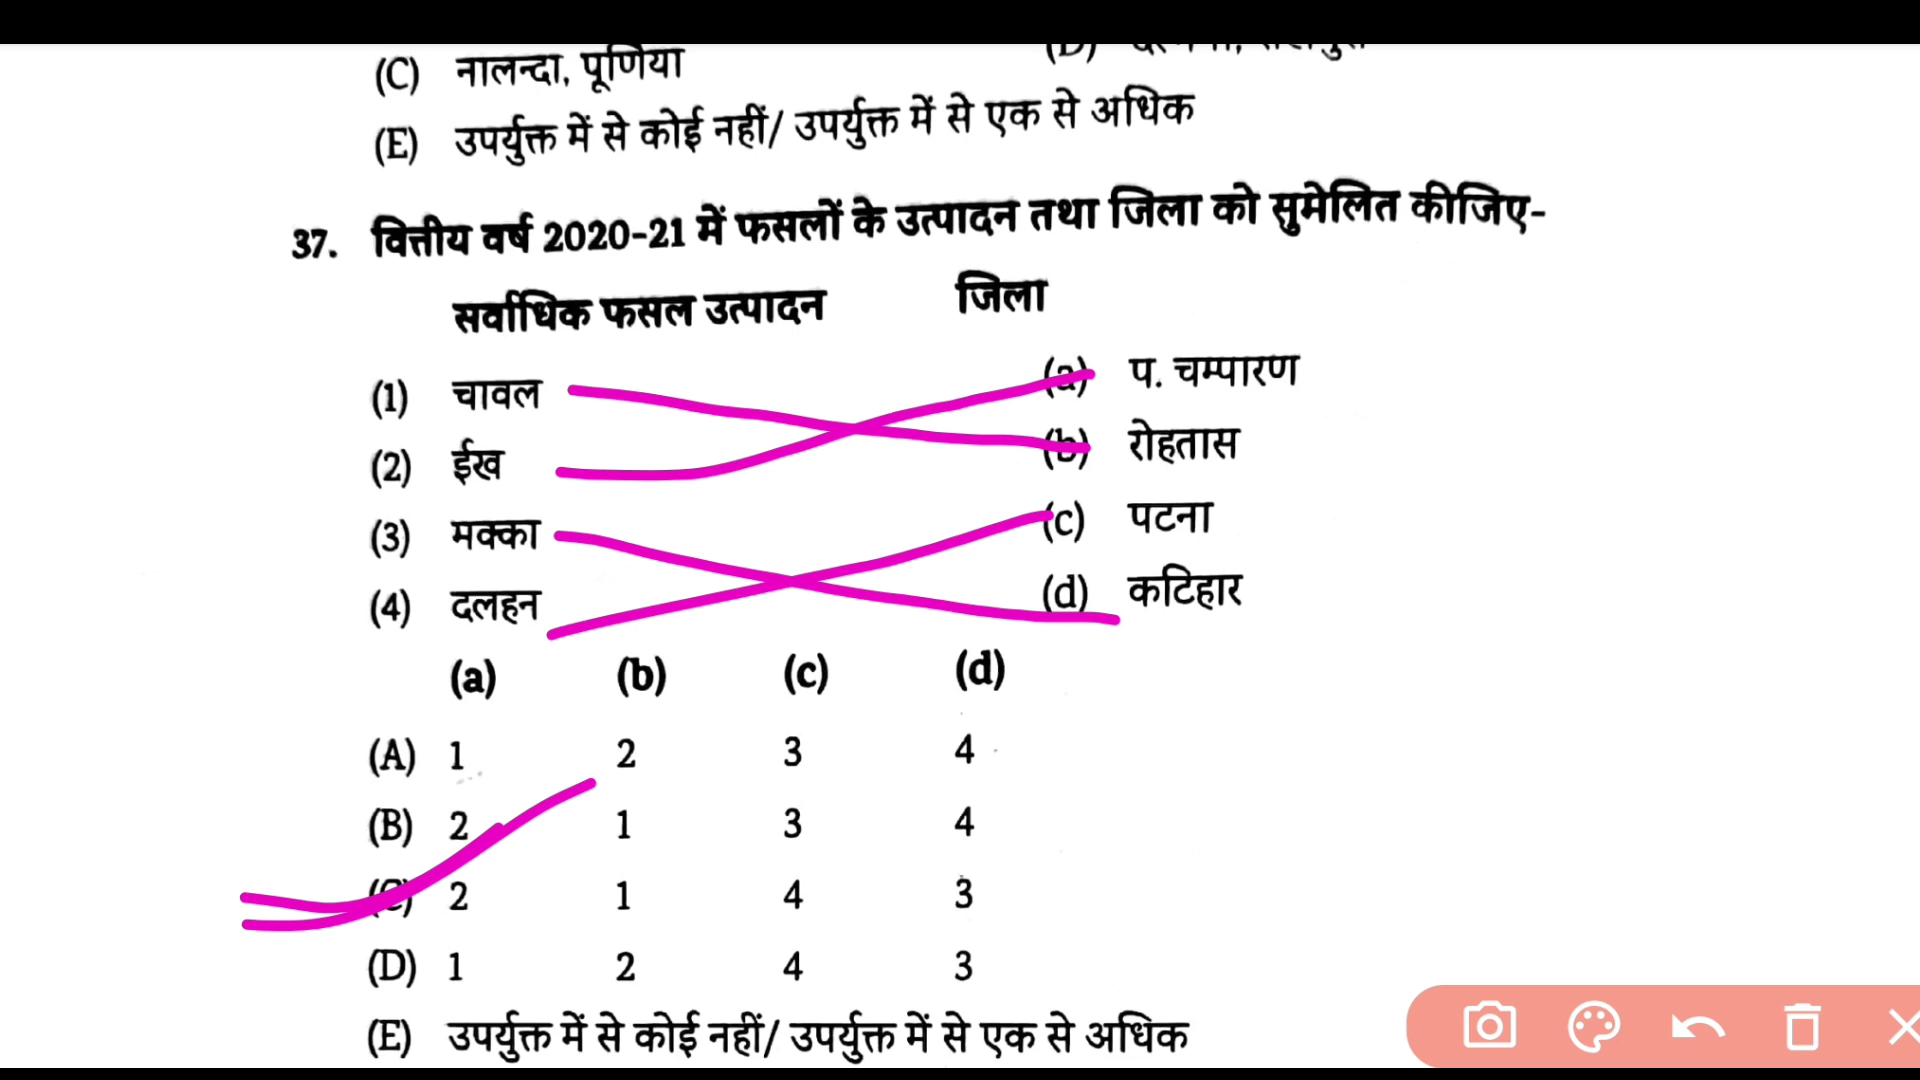 (C) नालन्दा, पूर्णिया
(E) उपर्युक्त में से कोई नहीं/ उपर्युक्त में से एक से अधिक
37. वित्तीय वर्ष 2020-21 में फसलों के उत्पादन तथा जिला को सुमेलित कीजिए-
सर्वाधिक फसल उत्पादन जिला
(1) चावल (a) प. चम्पारण
(2) ईख (b) रोहतास
(3) मक्का (c) पटना
(4) दलहन (d) कटिहार
(a) (b) (c) (d)
(A) 1 2 3 4
(B) 2 1 3 4
(C) 2 1 4 3
(D) 1 2 4 3
(E) उपर्युक्त में से कोई नहीं/ उपर्युक्त में से एक से अधिक